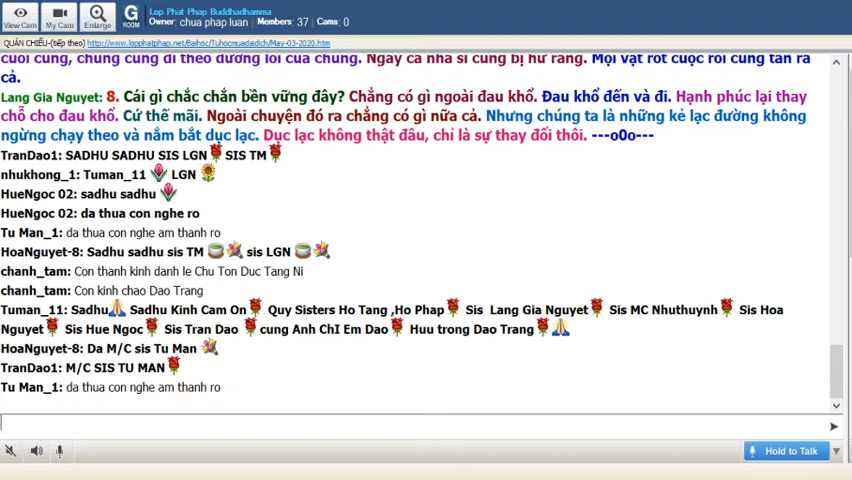 Lop Phat Phap Buddhadhamma
Owner: chua phap luan Members: 37 Cams: 0
View Cam My Cam Enlarge G ROOM
QUÁN CHIẾU-(tiếp theo) http://www.lopphatphap.net/Baihoc/Tuhocmuadaidich/May-03-2020.htm
cuối cùng, chúng cũng đi theo đường lối của chúng. Ngay cả nha sĩ cũng bị hư răng. Mọi vật rốt cuộc rồi cũng tan rã
cả.
Lang Gia Nguyet: 8. Cái gì chắc chắn bền vững đây? Chẳng có gì ngoài đau khổ. Đau khổ đến và đi. Hạnh phúc lại thay
chỗ cho đau khổ. Cứ thế mãi. Ngoài chuyện đó ra chẳng có gì nữa cả. Nhưng chúng ta là những kẻ lạc đường không
ngừng chạy theo và nắm bắt dục lạc. Dục lạc không thật đâu, chỉ là sự thay đổi thôi. ---o0o---
TranDao1: SADHU SADHU SIS LGN🌹SIS TM🌹
nhukhong_1: Tuman_11 🌷 LGN 🌻
HueNgoc 02: sadhu sadhu 🌷
HueNgoc 02: da thua con nghe ro
Tu Man_1: da thua con nghe am thanh ro
HoaNguyet-8: Sadhu sadhu sis TM 🍵💐 sis LGN 🍵💐
chanh_tam: Con thanh kinh danh le Chu Ton Duc Tang Ni
chanh_tam: Con kinh chao Dao Trang
Tuman_11: Sadhu🙏 Sadhu Kinh Cam On🌹 Quy Sisters Ho Tang ,Ho Phap🌹 Sis Lang Gia Nguyet🌹 Sis MC Nhuthuynh🌹 Sis Hoa
Nguyet🌹 Sis Hue Ngoc🌹 Sis Tran Dao 🌹cung Anh ChI Em Dao🌹 Huu trong Dao Trang🌹🙏
HoaNguyet-8: Da M/C sis Tu Man 💐
TranDao1: M/C SIS TU MAN🌹
Tu Man_1: da thua con nghe am thanh ro
Hold to Talk